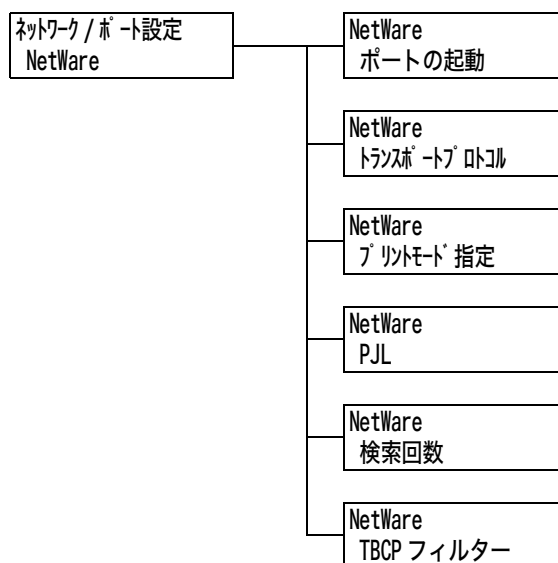 ﾈｯﾄﾜｰｸ / ﾎﾟｰﾄ設定
NetWare
NetWare
ポートの起動
NetWare
ﾄﾗﾝｽﾎﾟｰﾄﾌﾟﾛﾄｺﾙ
NetWare
ﾌﾟﾘﾝﾄﾓｰﾄﾞ指定
NetWare
PJL
NetWare
検索回数
NetWare
TBCP フィルター